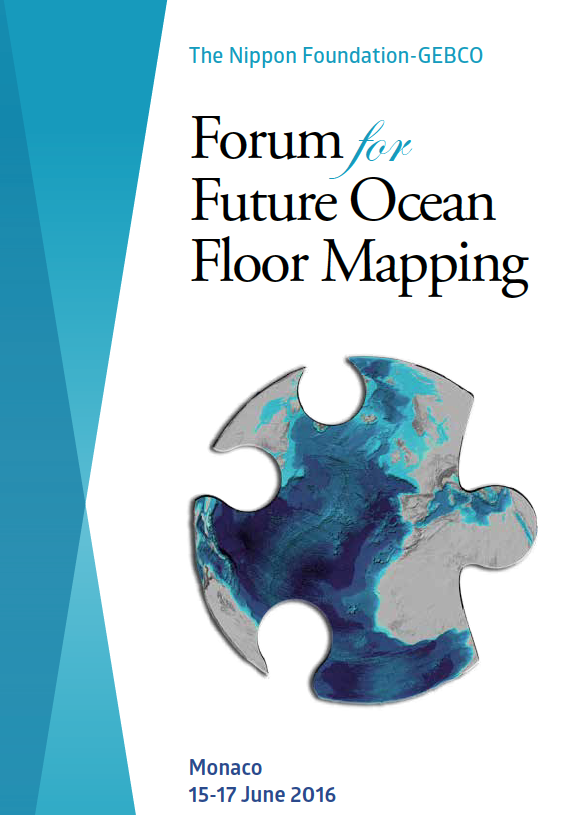 The Nippon Foundation-GEBCO
Forum for
Future Ocean
Floor Mapping
Monaco
15-17 June 2016